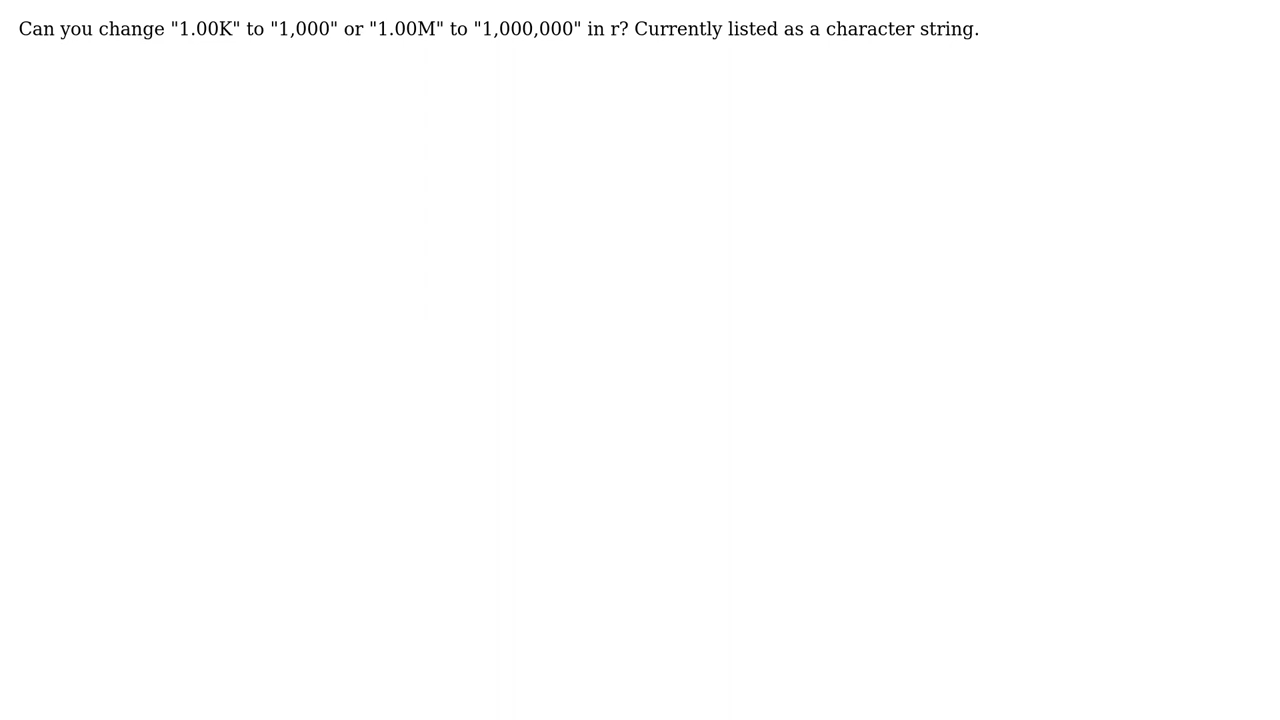 Can you change "1.00K" to "1,000" or "1.00M" to "1,000,000" in r? Currently listed as a character string.